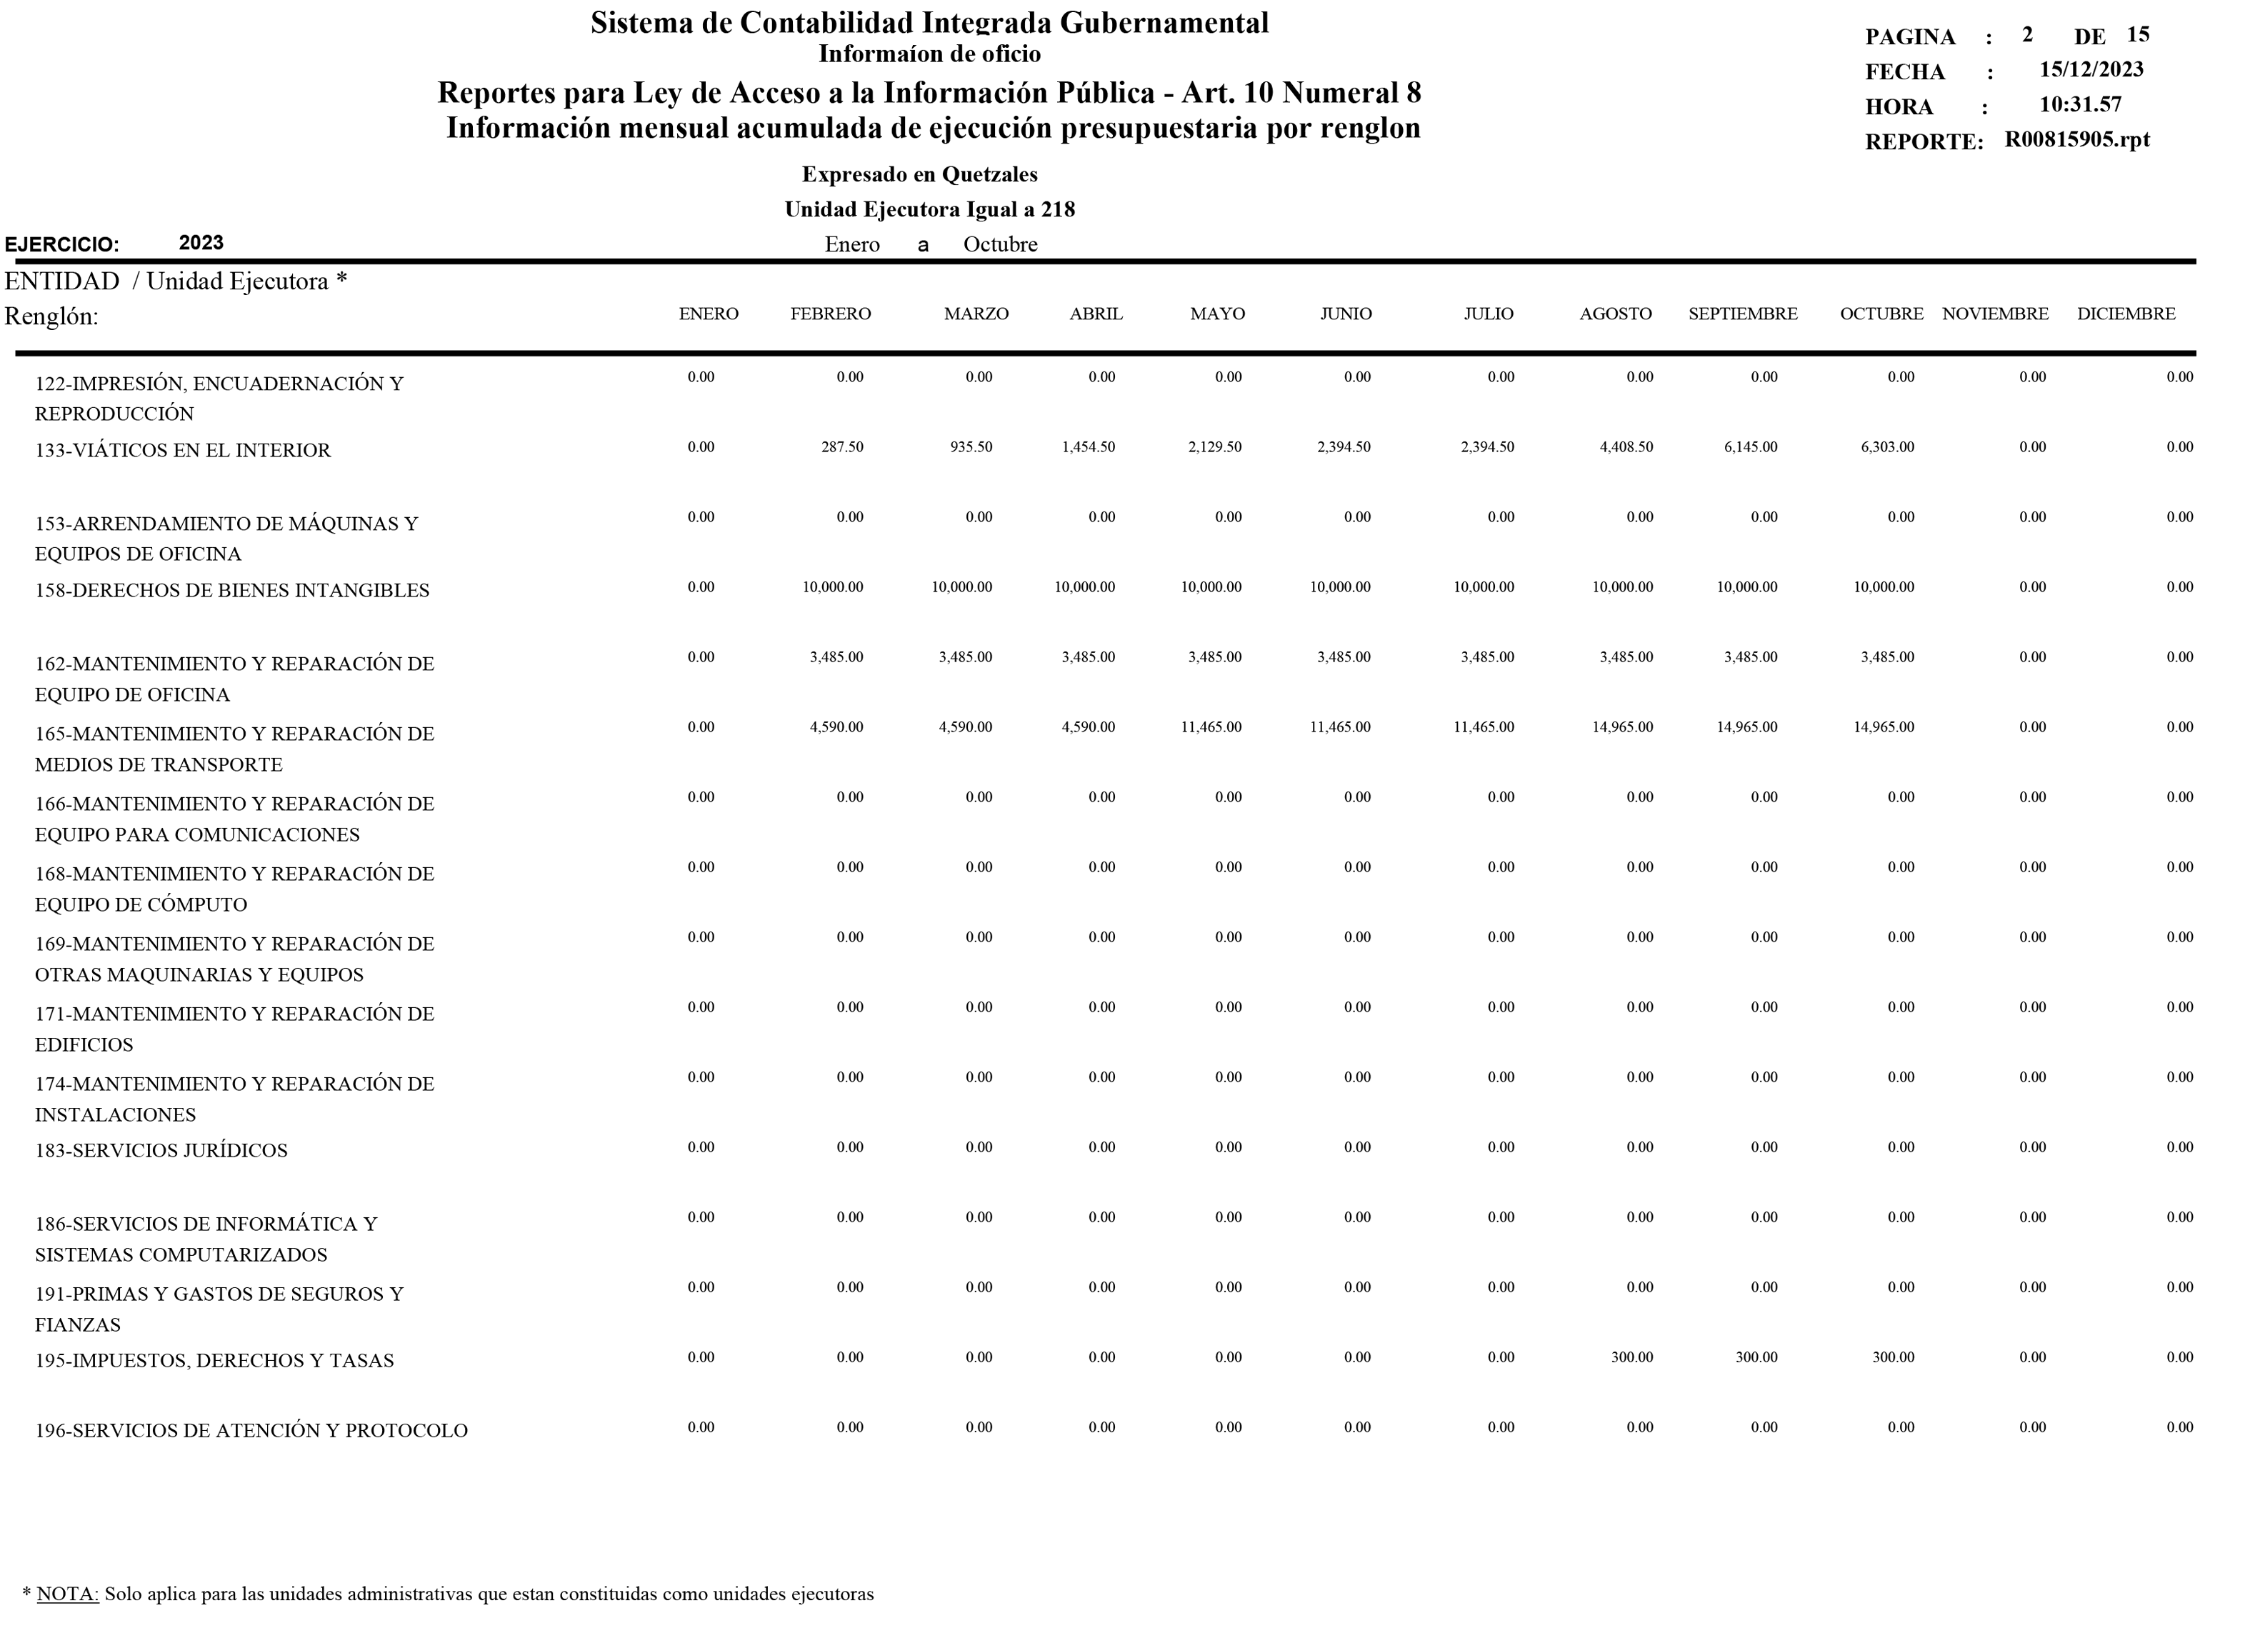 Sistema de Contabilidad Integrada Gubernamental
Informaíon de oficio
Reportes para Ley de Acceso a la Información Pública - Art. 10 Numeral 8
Información mensual acumulada de ejecución presupuestaria por renglon
Expresado en Quetzales
Unidad Ejecutora Igual a 218
PAGINA : 2 DE 15
FECHA : 15/12/2023
HORA : 10:31.57
REPORTE: R00815905.rpt
EJERCICIO: 2023 Enero a Octubre
ENTIDAD / Unidad Ejecutora *
Renglón: ENERO FEBRERO MARZO ABRIL MAYO JUNIO JULIO AGOSTO SEPTIEMBRE OCTUBRE NOVIEMBRE DICIEMBRE
122-IMPRESIÓN, ENCUADERNACIÓN Y 0.00 0.00 0.00 0.00 0.00 0.00 0.00 0.00 0.00 0.00 0.00 0.00
REPRODUCCIÓN
133-VIÁTICOS EN EL INTERIOR 0.00 287.50 935.50 1,454.50 2,129.50 2,394.50 2,394.50 4,408.50 6,145.00 6,303.00 0.00 0.00
153-ARRENDAMIENTO DE MÁQUINAS Y 0.00 0.00 0.00 0.00 0.00 0.00 0.00 0.00 0.00 0.00 0.00 0.00
EQUIPOS DE OFICINA
158-DERECHOS DE BIENES INTANGIBLES 0.00 10,000.00 10,000.00 10,000.00 10,000.00 10,000.00 10,000.00 10,000.00 10,000.00 10,000.00 0.00 0.00
162-MANTENIMIENTO Y REPARACIÓN DE 0.00 3,485.00 3,485.00 3,485.00 3,485.00 3,485.00 3,485.00 3,485.00 3,485.00 3,485.00 0.00 0.00
EQUIPO DE OFICINA
165-MANTENIMIENTO Y REPARACIÓN DE 0.00 4,590.00 4,590.00 4,590.00 11,465.00 11,465.00 11,465.00 14,965.00 14,965.00 14,965.00 0.00 0.00
MEDIOS DE TRANSPORTE
166-MANTENIMIENTO Y REPARACIÓN DE 0.00 0.00 0.00 0.00 0.00 0.00 0.00 0.00 0.00 0.00 0.00 0.00
EQUIPO PARA COMUNICACIONES
168-MANTENIMIENTO Y REPARACIÓN DE 0.00 0.00 0.00 0.00 0.00 0.00 0.00 0.00 0.00 0.00 0.00 0.00
EQUIPO DE CÓMPUTO
169-MANTENIMIENTO Y REPARACIÓN DE 0.00 0.00 0.00 0.00 0.00 0.00 0.00 0.00 0.00 0.00 0.00 0.00
OTRAS MAQUINARIAS Y EQUIPOS
171-MANTENIMIENTO Y REPARACIÓN DE 0.00 0.00 0.00 0.00 0.00 0.00 0.00 0.00 0.00 0.00 0.00 0.00
EDIFICIOS
174-MANTENIMIENTO Y REPARACIÓN DE 0.00 0.00 0.00 0.00 0.00 0.00 0.00 0.00 0.00 0.00 0.00 0.00
INSTALACIONES
183-SERVICIOS JURÍDICOS 0.00 0.00 0.00 0.00 0.00 0.00 0.00 0.00 0.00 0.00 0.00 0.00
186-SERVICIOS DE INFORMÁTICA Y 0.00 0.00 0.00 0.00 0.00 0.00 0.00 0.00 0.00 0.00 0.00 0.00
SISTEMAS COMPUTARIZADOS
191-PRIMAS Y GASTOS DE SEGUROS Y 0.00 0.00 0.00 0.00 0.00 0.00 0.00 0.00 0.00 0.00 0.00 0.00
FIANZAS
195-IMPUESTOS, DERECHOS Y TASAS 0.00 0.00 0.00 0.00 0.00 0.00 0.00 300.00 300.00 300.00 0.00 0.00
196-SERVICIOS DE ATENCIÓN Y PROTOCOLO 0.00 0.00 0.00 0.00 0.00 0.00 0.00 0.00 0.00 0.00 0.00 0.00
* NOTA: Solo aplica para las unidades administrativas que estan constituidas como unidades ejecutoras